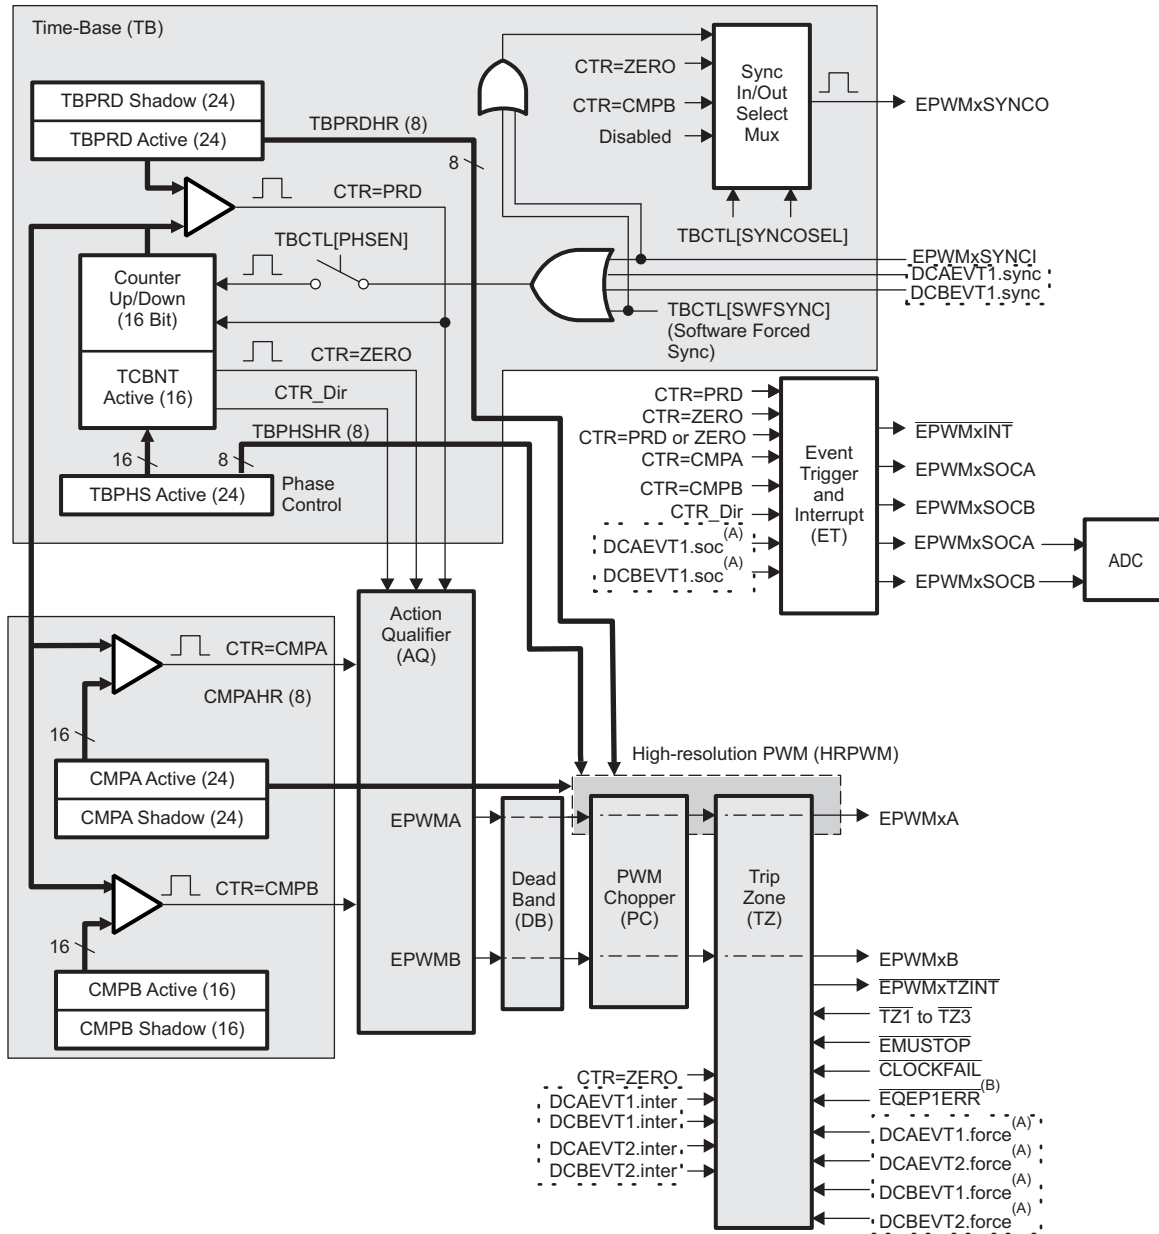 Time-Base (TB)
TBPRD Shadow (24)
TBPRD Active (24)
TBPRDHR (8)
8
CTR=PRD
TBCTL[PHSEN]
Counter
Up/Down
(16 Bit)
TCBNT
Active (16)
CTR=ZERO
CTR_Dir
TBPHSHR (8)
16
8
TBPHS Active (24)
Phase
Control
CTR=ZERO
CTR=CMPB
Disabled
Sync
In/Out
Select
Mux
EPWMxSYNCO
TBCTL[SYNCOSEL]
EPWMxSYNCI
DCAEVT1.sync
DCBEVT1.sync
TBCTL[SWFSYNC]
(Software Forced
Sync)
CTR=PRD
CTR=ZERO
CTR=PRD or ZERO
CTR=CMPA
CTR=CMPB
CTR_Dir
DCAEVT1.soc(A)
DCBEVT1.soc(A)
Event
Trigger
and
Interrupt
(ET)
EPWMxINT
EPWMxSOCA
EPWMxSOCB
EPWMxSOCA
EPWMxSOCB
ADC
Action
Qualifier
(AQ)
CTR=CMPA
CMPAHR (8)
16
CMPA Active (24)
CMPA Shadow (24)
CTR=CMPB
16
CMPB Active (16)
CMPB Shadow (16)
EPWMA
EPWMB
High-resolution PWM (HRPWM)
Dead
Band
(DB)
PWM
Chopper
(PC)
Trip
Zone
(TZ)
EPWMxA
EPWMxB
EPWMxTZINT
TZ1 to TZ3
EMUSTOP
CLOCKFAIL
EQEP1ERR(B)
DCAEVT1.force(A)
DCAEVT2.force(A)
DCBEVT1.force(A)
DCBEVT2.force(A)
CTR=ZERO
DCAEVT1.inter
DCBEVT1.inter
DCAEVT2.inter
DCBEVT2.inter